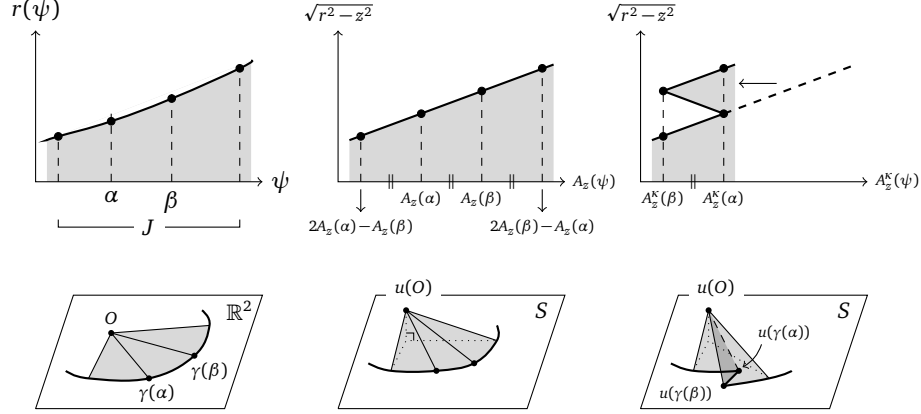 r(ψ)
α
β
ψ
J
√r²−z²
A_z(α)
A_z(β)
A_z(ψ)
2A_z(α)−A_z(β)
2A_z(β)−A_z(α)
√r²−z²
A_z^κ(β)
A_z^κ(α)
A_z^κ(ψ)
O
ℝ²
γ(α)
γ(β)
u(O)
S
u(O)
S
u(γ(α))
u(γ(β))